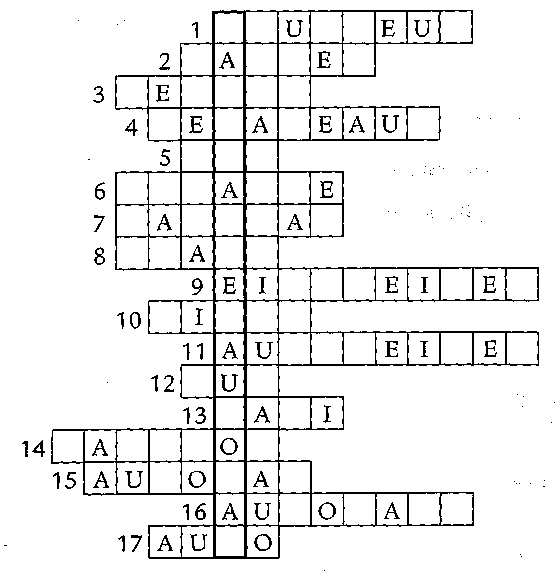 1 U E U
2 A E
3 E
4 E A E A U
5
6 A E
7 A A
8 A
9 E I E I E
10 I
11 A U E I E
12 U
13 A I
14 A O
15 A U O A
16 A U O A
17 A U O